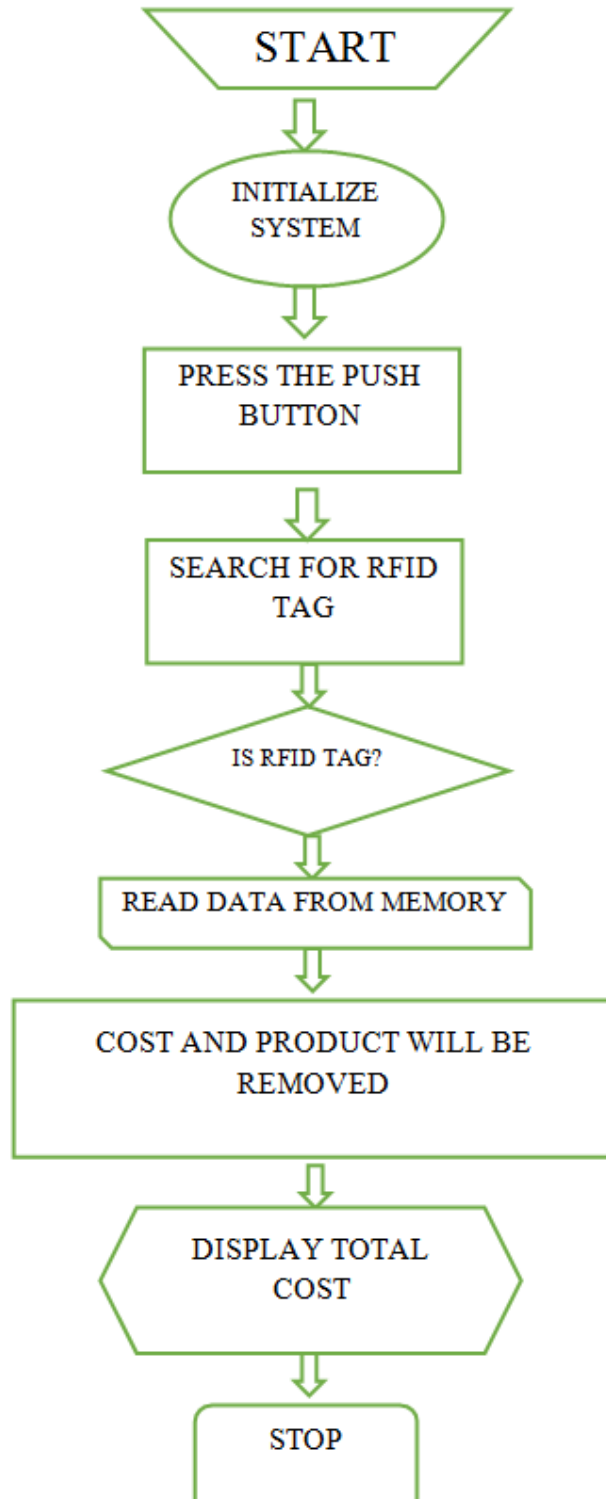 START
INITIALIZE
SYSTEM
PRESS THE PUSH
BUTTON
SEARCH FOR RFID
TAG
IS RFID TAG?
READ DATA FROM MEMORY
COST AND PRODUCT WILL BE
REMOVED
DISPLAY TOTAL
COST
STOP